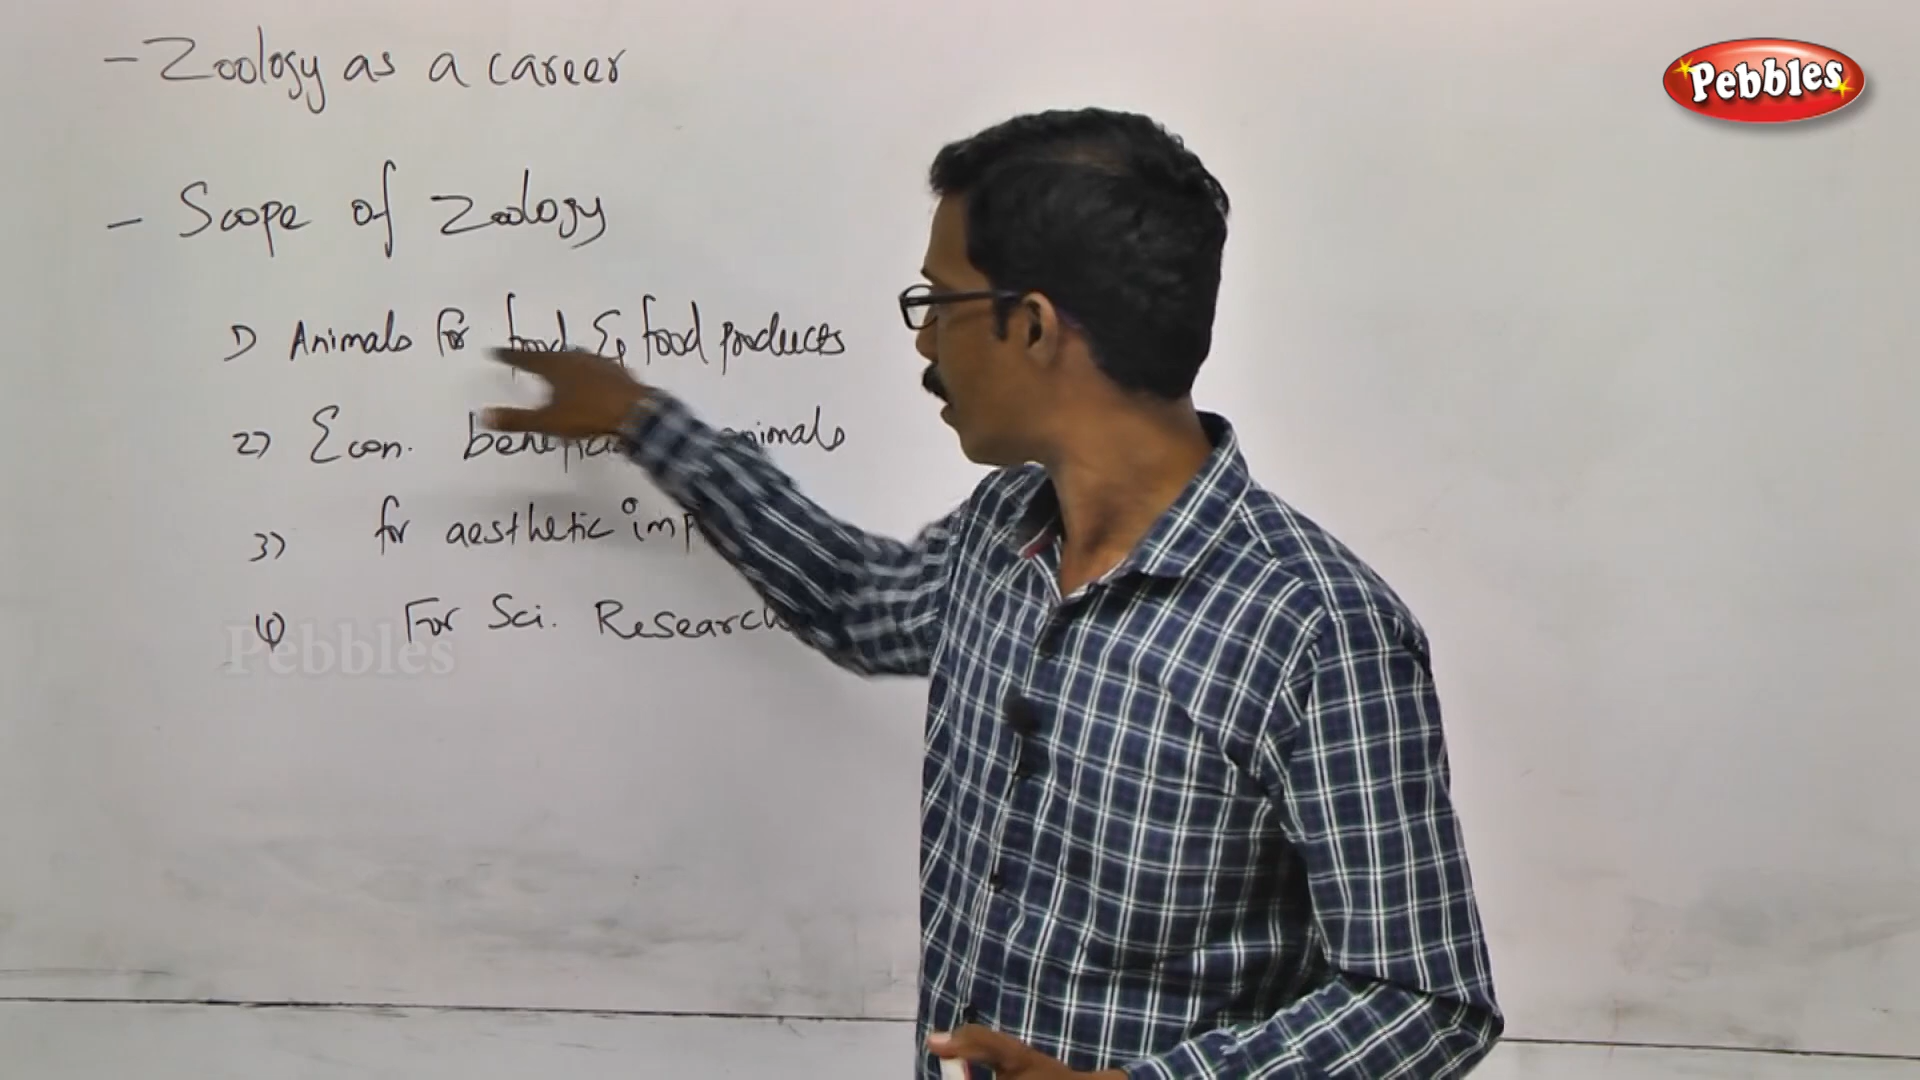 - Zoology as a career
Pebbles
- Scope of Zoology
1) Animals for food & food produces
2) Econ. animals
3) for aesthetic imp
4) For Sci. Research
Pebbles